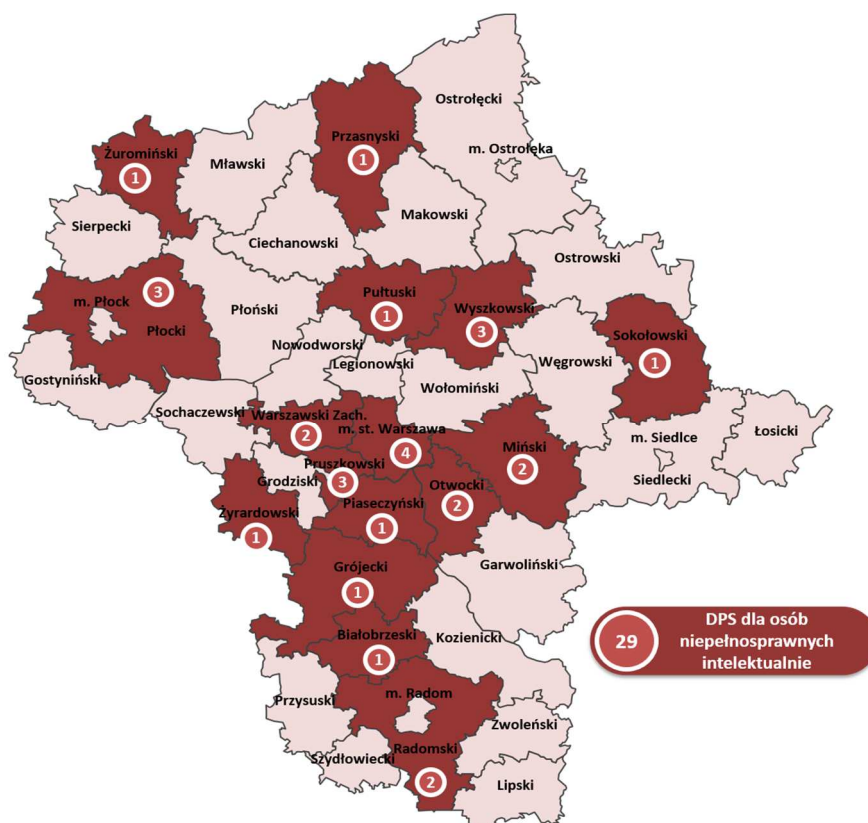 Ostrołęcki
Przasnyski
1
m. Ostrołęka
Żuromiński
1
Mławski
Makowski
Sierpecki
Ciechanowski
Ostrowski
3
m. Płock
Płocki
Płoński
Pułtuski
1
Wyszkowski
3
Sokołowski
1
Nowodworski
Legionowski
Węgrowski
Gostyniński
Wołomiński
Sochaczewski
Warszawski Zach.
2
m. st. Warszawa
4
m. Siedlce
Łosicki
Miński
2
Siedlecki
Pruszkowski
3
Grodziski
Otwocki
2
Żyrardowski
1
Piaseczyński
1
Garwoliński
Grójecki
1
Białobrzeski
1
Kozienicki
DPS dla osób
niepełnosprawnych
intelektualnie
29
Przysuski
m. Radom
Zwoleński
Radomski
2
Szydłowiecki
Lipski